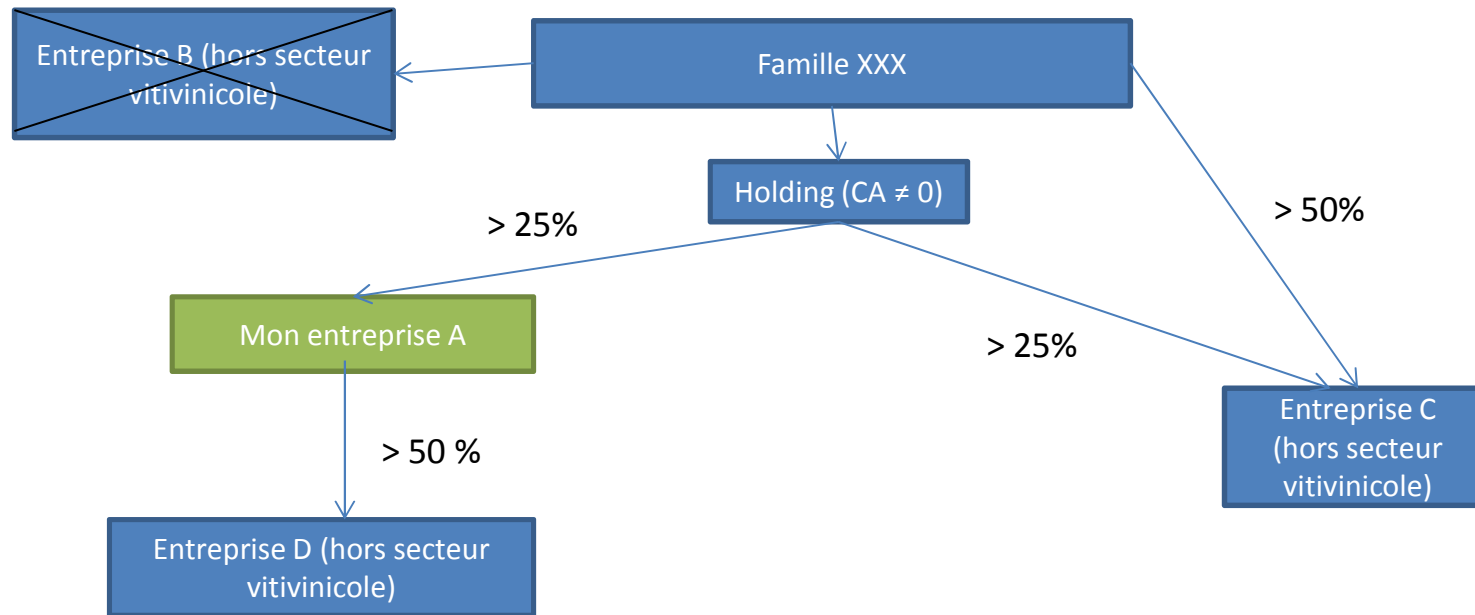 Entreprise B (hors secteur
vitivinicole)
Famille XXX
Holding (CA ≠ 0)
> 25%
> 50%
Mon entreprise A
> 25%
> 50 %
Entreprise C
(hors secteur
vitivinicole)
Entreprise D (hors secteur
vitivinicole)